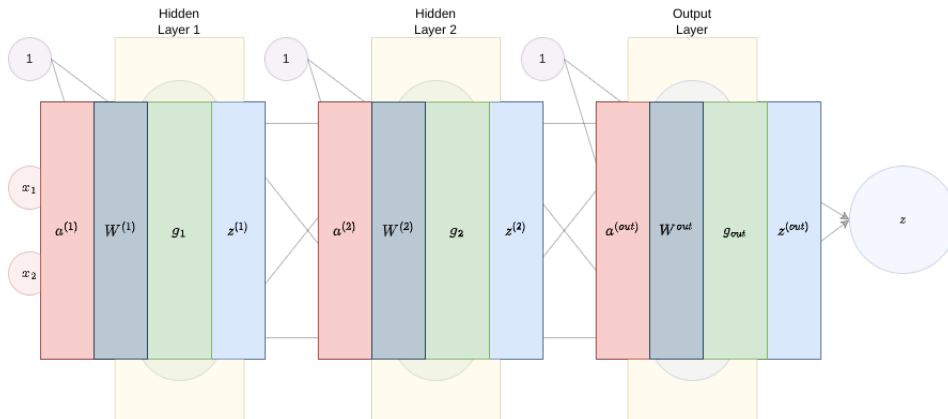 Hidden
Layer 1
Hidden
Layer 2
Output
Layer
1
1
1
x₁
x₂
a⁽¹⁾ W⁽¹⁾ g₁ z⁽¹⁾
a⁽²⁾ W⁽²⁾ g₂ z⁽²⁾
a⁽ᵒᵘᵗ⁾ Wᵒᵘᵗ gₒᵤₜ z⁽ᵒᵘᵗ⁾
z